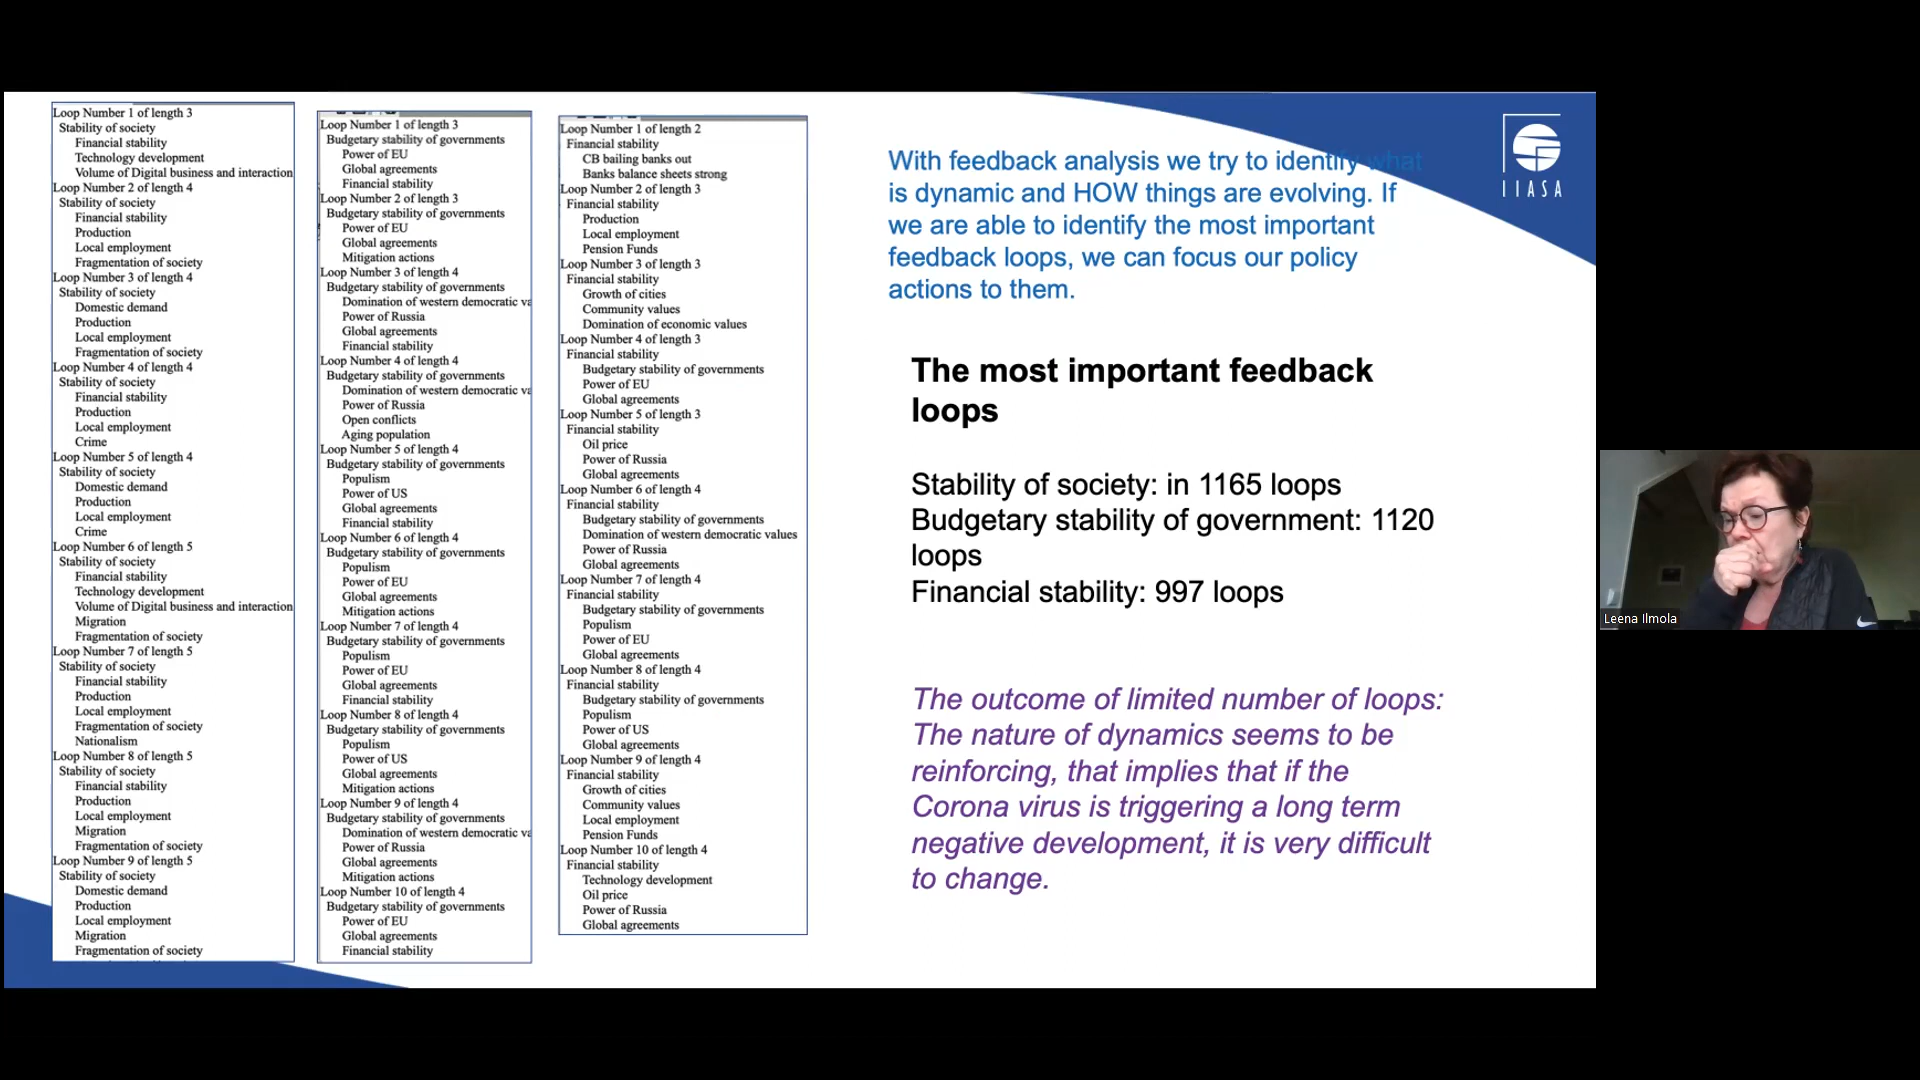 Loop Number 1 of length 3
Stability of society
Financial stability
Technology development
Volume of Digital business and interaction
Loop Number 2 of length 4
Stability of society
Financial stability
Production
Local employment
Fragmentation of society
Loop Number 3 of length 4
Stability of society
Domestic demand
Production
Local employment
Fragmentation of society
Loop Number 4 of length 4
Stability of society
Financial stability
Production
Local employment
Crime
Loop Number 5 of length 4
Stability of society
Domestic demand
Production
Local employment
Crime
Loop Number 6 of length 5
Stability of society
Financial stability
Technology development
Volume of Digital business and interaction
Migration
Fragmentation of society
Loop Number 7 of length 5
Stability of society
Financial stability
Production
Local employment
Fragmentation of society
Nationalism
Loop Number 8 of length 5
Stability of society
Financial stability
Production
Local employment
Migration
Fragmentation of society
Loop Number 9 of length 5
Stability of society
Domestic demand
Production
Local employment
Migration
Fragmentation of society
Loop Number 1 of length 3
Budgetary stability of governments
Power of EU
Global agreements
Financial stability
Loop Number 2 of length 3
Budgetary stability of governments
Power of EU
Global agreements
Mitigation actions
Loop Number 3 of length 4
Budgetary stability of governments
Domination of western democratic va
Power of Russia
Global agreements
Financial stability
Loop Number 4 of length 4
Budgetary stability of governments
Domination of western democratic va
Power of Russia
Open conflicts
Aging population
Loop Number 5 of length 4
Budgetary stability of governments
Populism
Power of US
Global agreements
Financial stability
Loop Number 6 of length 4
Budgetary stability of governments
Populism
Power of EU
Global agreements
Mitigation actions
Loop Number 7 of length 4
Budgetary stability of governments
Populism
Power of EU
Global agreements
Financial stability
Loop Number 8 of length 4
Budgetary stability of governments
Populism
Power of US
Global agreements
Mitigation actions
Loop Number 9 of length 4
Budgetary stability of governments
Domination of western democratic va
Power of Russia
Global agreements
Mitigation actions
Loop Number 10 of length 4
Budgetary stability of governments
Power of EU
Global agreements
Financial stability
Loop Number 1 of length 2
Financial stability
CB bailing banks out
Banks balance sheets strong
Loop Number 2 of length 3
Financial stability
Production
Local employment
Pension Funds
Loop Number 3 of length 3
Financial stability
Growth of cities
Community values
Domination of economic values
Loop Number 4 of length 3
Financial stability
Budgetary stability of governments
Power of EU
Global agreements
Loop Number 5 of length 3
Financial stability
Oil price
Power of Russia
Global agreements
Loop Number 6 of length 4
Financial stability
Budgetary stability of governments
Domination of western democratic values
Power of Russia
Global agreements
Loop Number 7 of length 4
Financial stability
Budgetary stability of governments
Populism
Power of EU
Global agreements
Loop Number 8 of length 4
Financial stability
Budgetary stability of governments
Populism
Power of US
Global agreements
Loop Number 9 of length 4
Financial stability
Growth of cities
Community values
Local employment
Pension Funds
Loop Number 10 of length 4
Financial stability
Technology development
Oil price
Power of Russia
Global agreements
With feedback analysis we try to identify what
is dynamic and HOW things are evolving. If
we are able to identify the most important
feedback loops, we can focus our policy
actions to them.
The most important feedback
loops
Stability of society: in 1165 loops
Budgetary stability of government: 1120
loops
Financial stability: 997 loops
The outcome of limited number of loops:
The nature of dynamics seems to be
reinforcing, that implies that if the
Corona virus is triggering a long term
negative development, it is very difficult
to change.
IIASA
Leena Ilmola